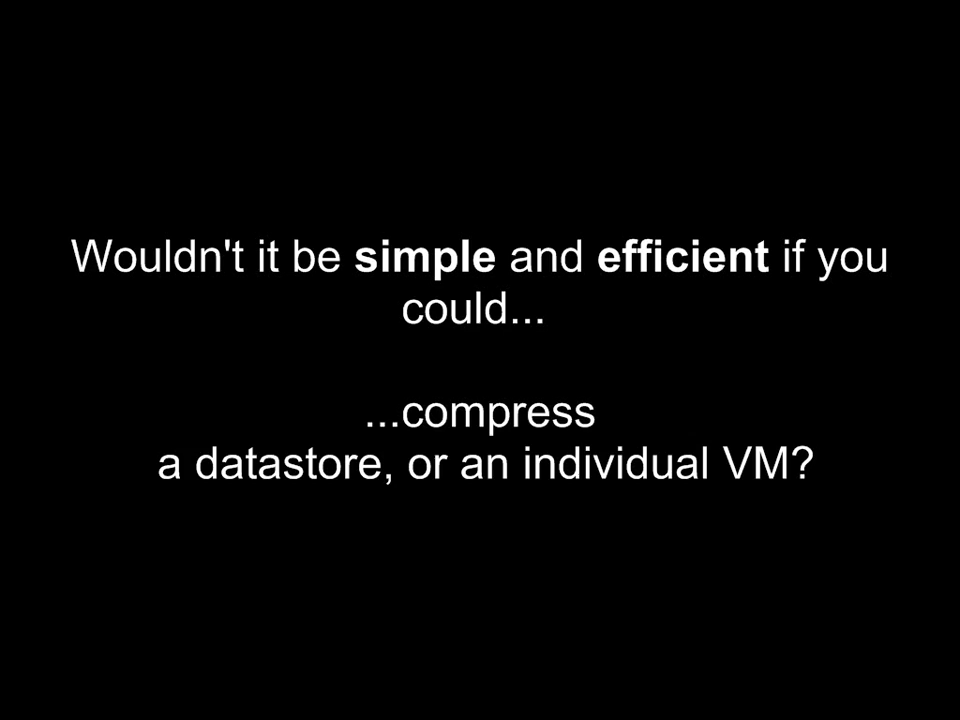 Wouldn't it be simple and efficient if you
could...
...compress
a datastore, or an individual VM?